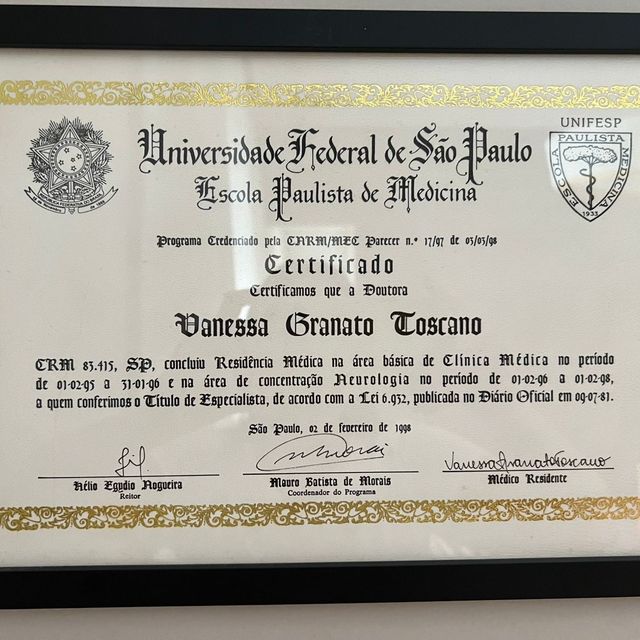 Universidade Federal de São Paulo
Escola Paulista de Medicina
UNIFESP
ESCOLA PAULISTA MEDICINA
1933
Programa Credenciado pela CNRM/MEC Parecer n.º 17/97 de 03/03/98
Certificado
Certificamos que a Doutora
Vanessa Granato Toscano
CRM 83.415, SP, concluiu Residência Médica na área básica de Clínica Médica no período
de 01-02-95 a 31-01-96 e na área de concentração Neurologia no período de 01-02-96 a 01-02-98,
a quem conferimos o Título de Especialista, de acordo com a Lei 6.932, publicada no Diário Oficial em 09-07-81.
São Paulo, 02 de fevereiro de 1998
Vanessa Granato Toscano
Hélio Egydio Nogueira
Reitor
Mauro Batista de Morais
Coordenador do Programa
Médico Residente